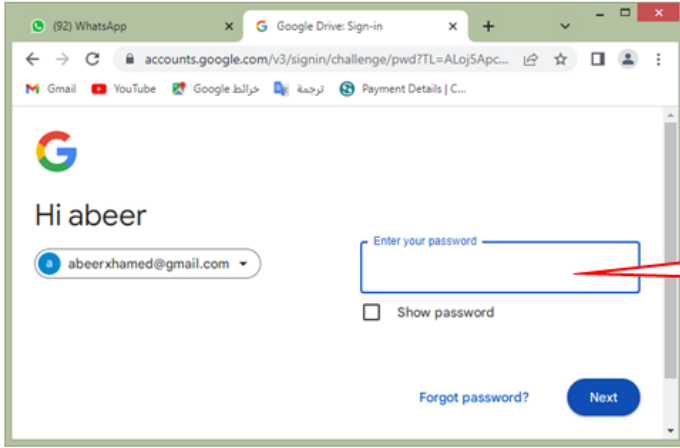 (92) WhatsApp
Google Drive: Sign-in
accounts.google.com/v3/signin/challenge/pwd?TL=ALoj5Apc...
Gmail YouTube خرائط Google ترجمة Payment Details | C...
Hi abeer
a abeerxhamed@gmail.com
Enter your password
Show password
Forgot password? Next